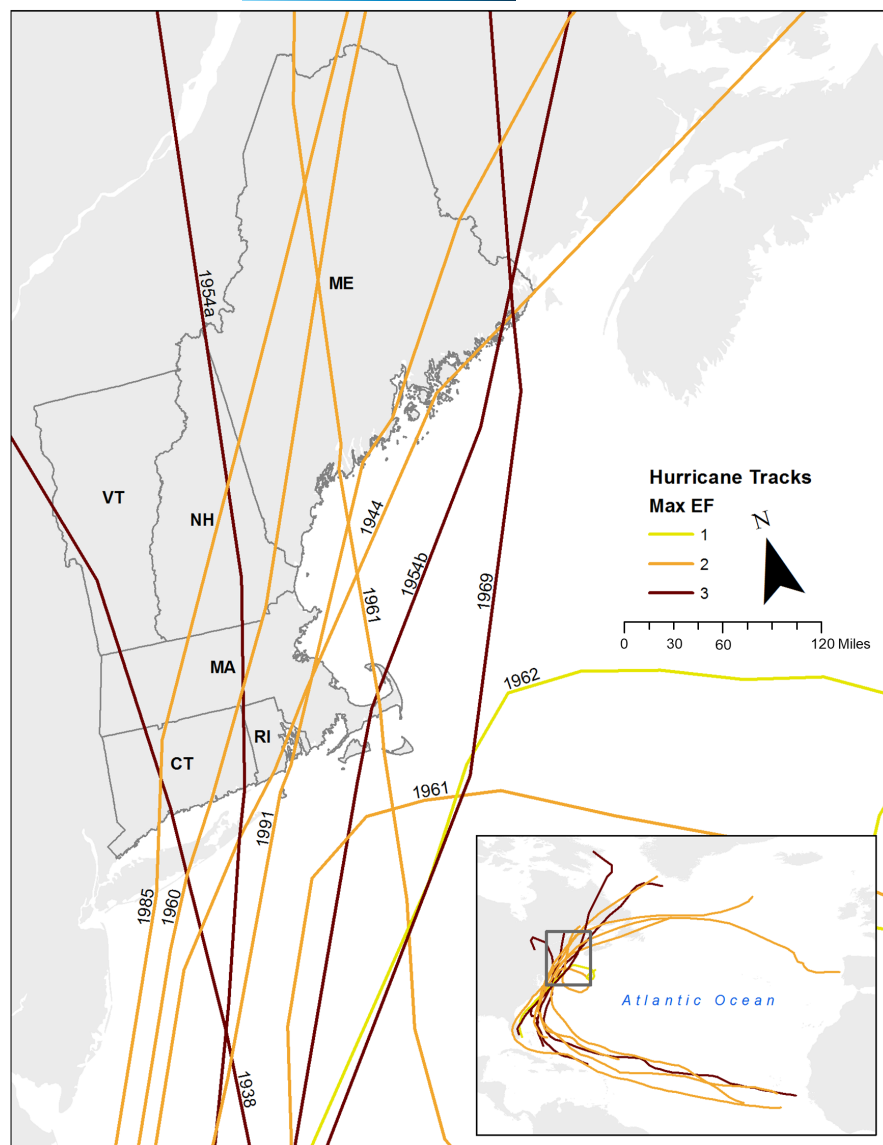 1954a
ME
VT
NH
1944
1954b
1969
1961
Hurricane Tracks
Max EF
1
2
3
N
0 30 60 120 Miles
1962
MA
RI
CT
1961
1991
1985
1960
1938
Atlantic Ocean